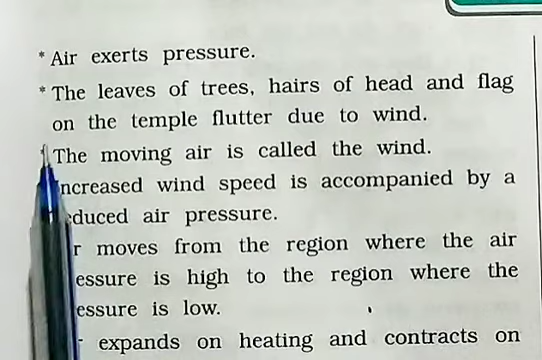 * Air exerts pressure.
* The leaves of trees, hairs of head and flag
on the temple flutter due to wind.
The moving air is called the wind.
ncreased wind speed is accompanied by a
duced air pressure.
r moves from the region where the air
essure is high to the region where the
essure is low.
expands on heating and contracts on